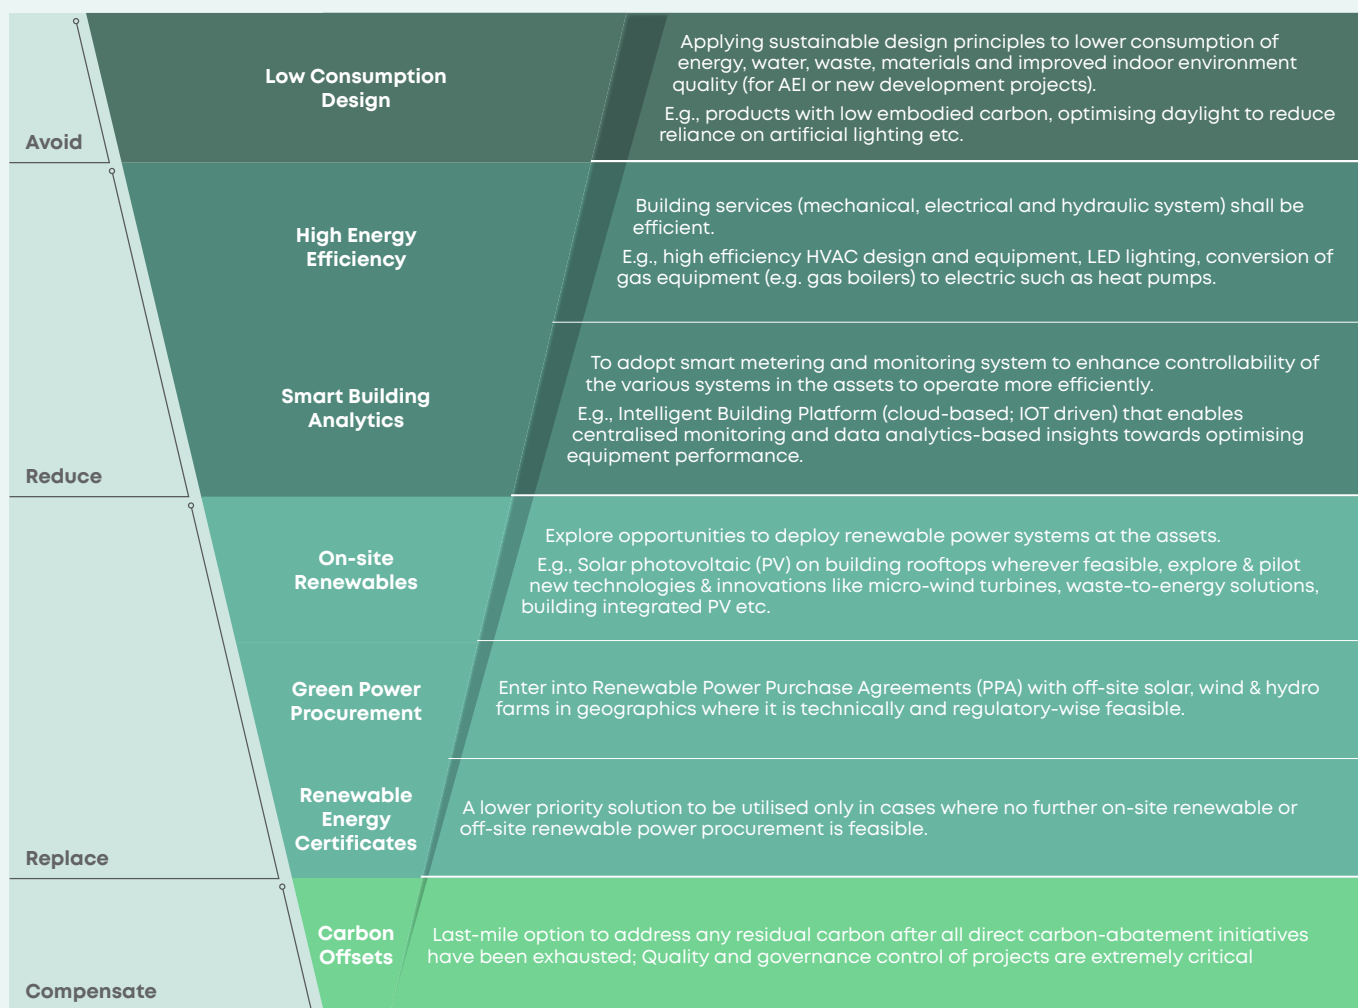 Avoid
Low Consumption
Design
Applying sustainable design principles to lower consumption of
energy, water, waste, materials and improved indoor environment
quality (for AEI or new development projects).
E.g., products with low embodied carbon, optimising daylight to reduce
reliance on artificial lighting etc.
Reduce
High Energy
Efficiency
Building services (mechanical, electrical and hydraulic system) shall be
efficient.
E.g., high efficiency HVAC design and equipment, LED lighting, conversion of
gas equipment (e.g. gas boilers) to electric such as heat pumps.
Smart Building
Analytics
To adopt smart metering and monitoring system to enhance controllability of
the various systems in the assets to operate more efficiently.
E.g., Intelligent Building Platform (cloud-based; IOT driven) that enables
centralised monitoring and data analytics-based insights towards optimising
equipment performance.
Replace
On-site
Renewables
Explore opportunities to deploy renewable power systems at the assets.
E.g., Solar photovoltaic (PV) on building rooftops wherever feasible, explore & pilot
new technologies & innovations like micro-wind turbines, waste-to-energy solutions,
building integrated PV etc.
Green Power
Procurement
Enter into Renewable Power Purchase Agreements (PPA) with off-site solar, wind & hydro
farms in geographics where it is technically and regulatory-wise feasible.
Renewable
Energy
Certificates
A lower priority solution to be utilised only in cases where no further on-site renewable or
off-site renewable power procurement is feasible.
Compensate
Carbon
Offsets
Last-mile option to address any residual carbon after all direct carbon-abatement initiatives
have been exhausted; Quality and governance control of projects are extremely critical